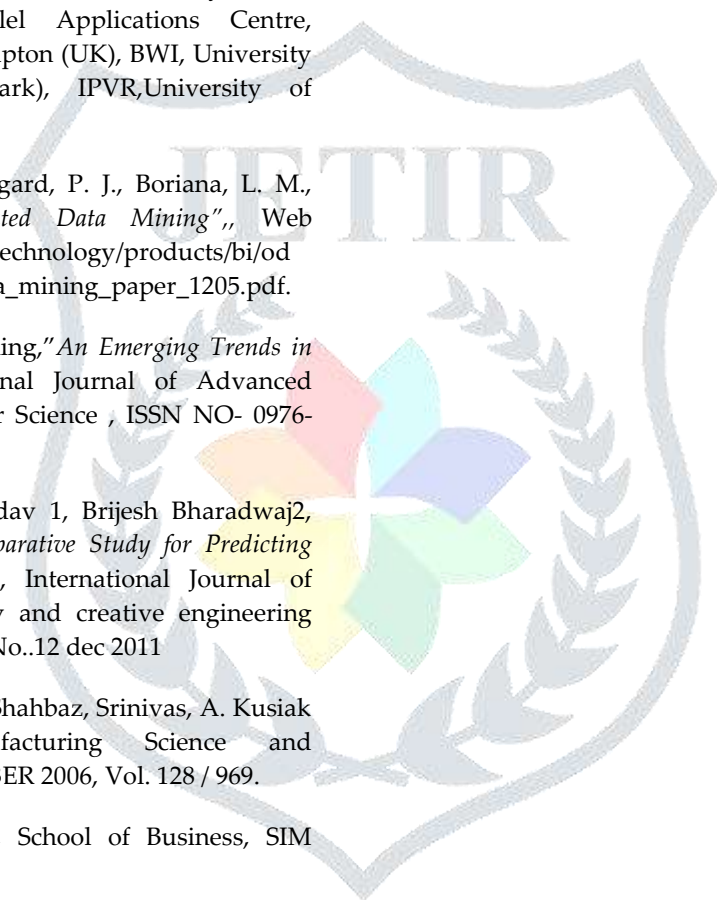 lel Applications Centre,
pton (UK), BWI, University
ark), IPVR,University of
JETIR
gard, P. J., Boriana, L. M.,
ted Data Mining”,, Web
echnology/products/bi/od
a_mining_paper_1205.pdf.
ing,”An Emerging Trends in
nal Journal of Advanced
r Science , ISSN NO- 0976-
dav 1, Brijesh Bharadwaj2,
parative Study for Predicting
, International Journal of
y and creative engineering
No..12 dec 2011
Shahbaz, Srinivas, A. Kusiak
facturing Science and
BER 2006, Vol. 128 / 969.
School of Business, SIM